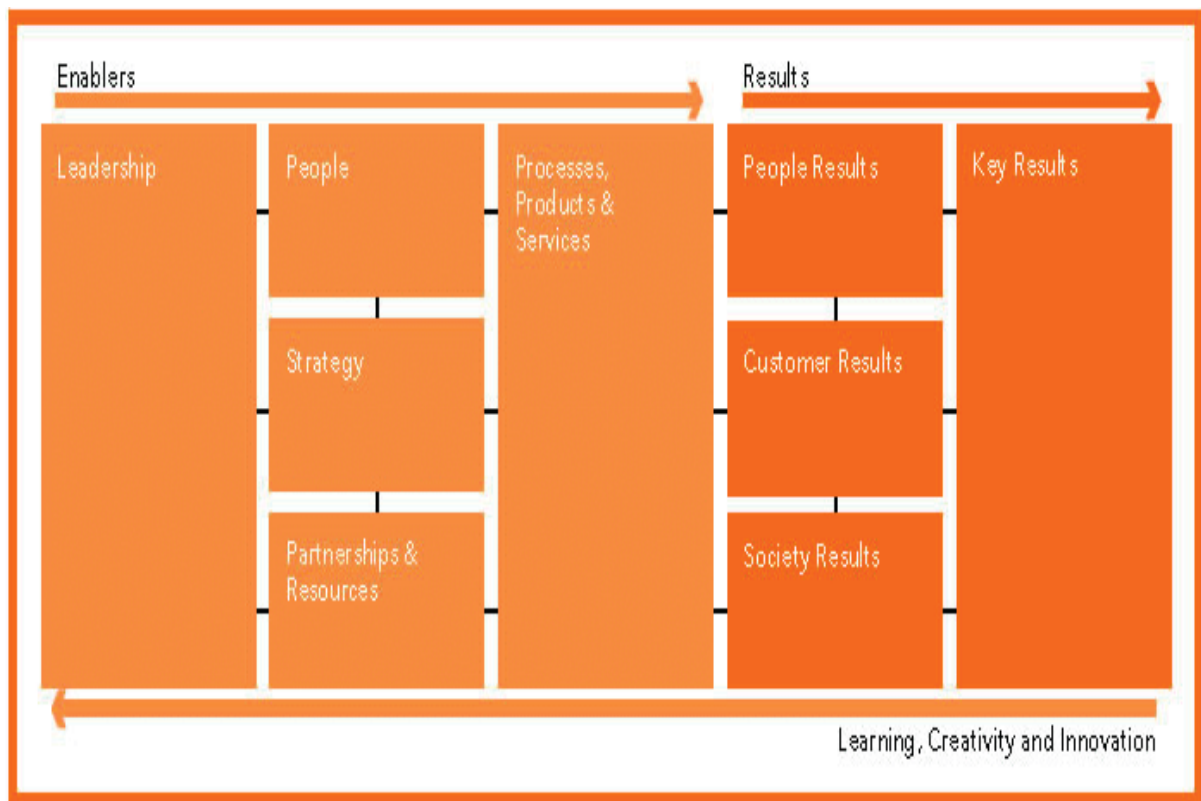 Enablers
Results
Leadership
People
Processes,
Products &
Services
People Results
Key Results
Strategy
Customer Results
Partnerships &
Resources
Society Results
Learning, Creativity and Innovation